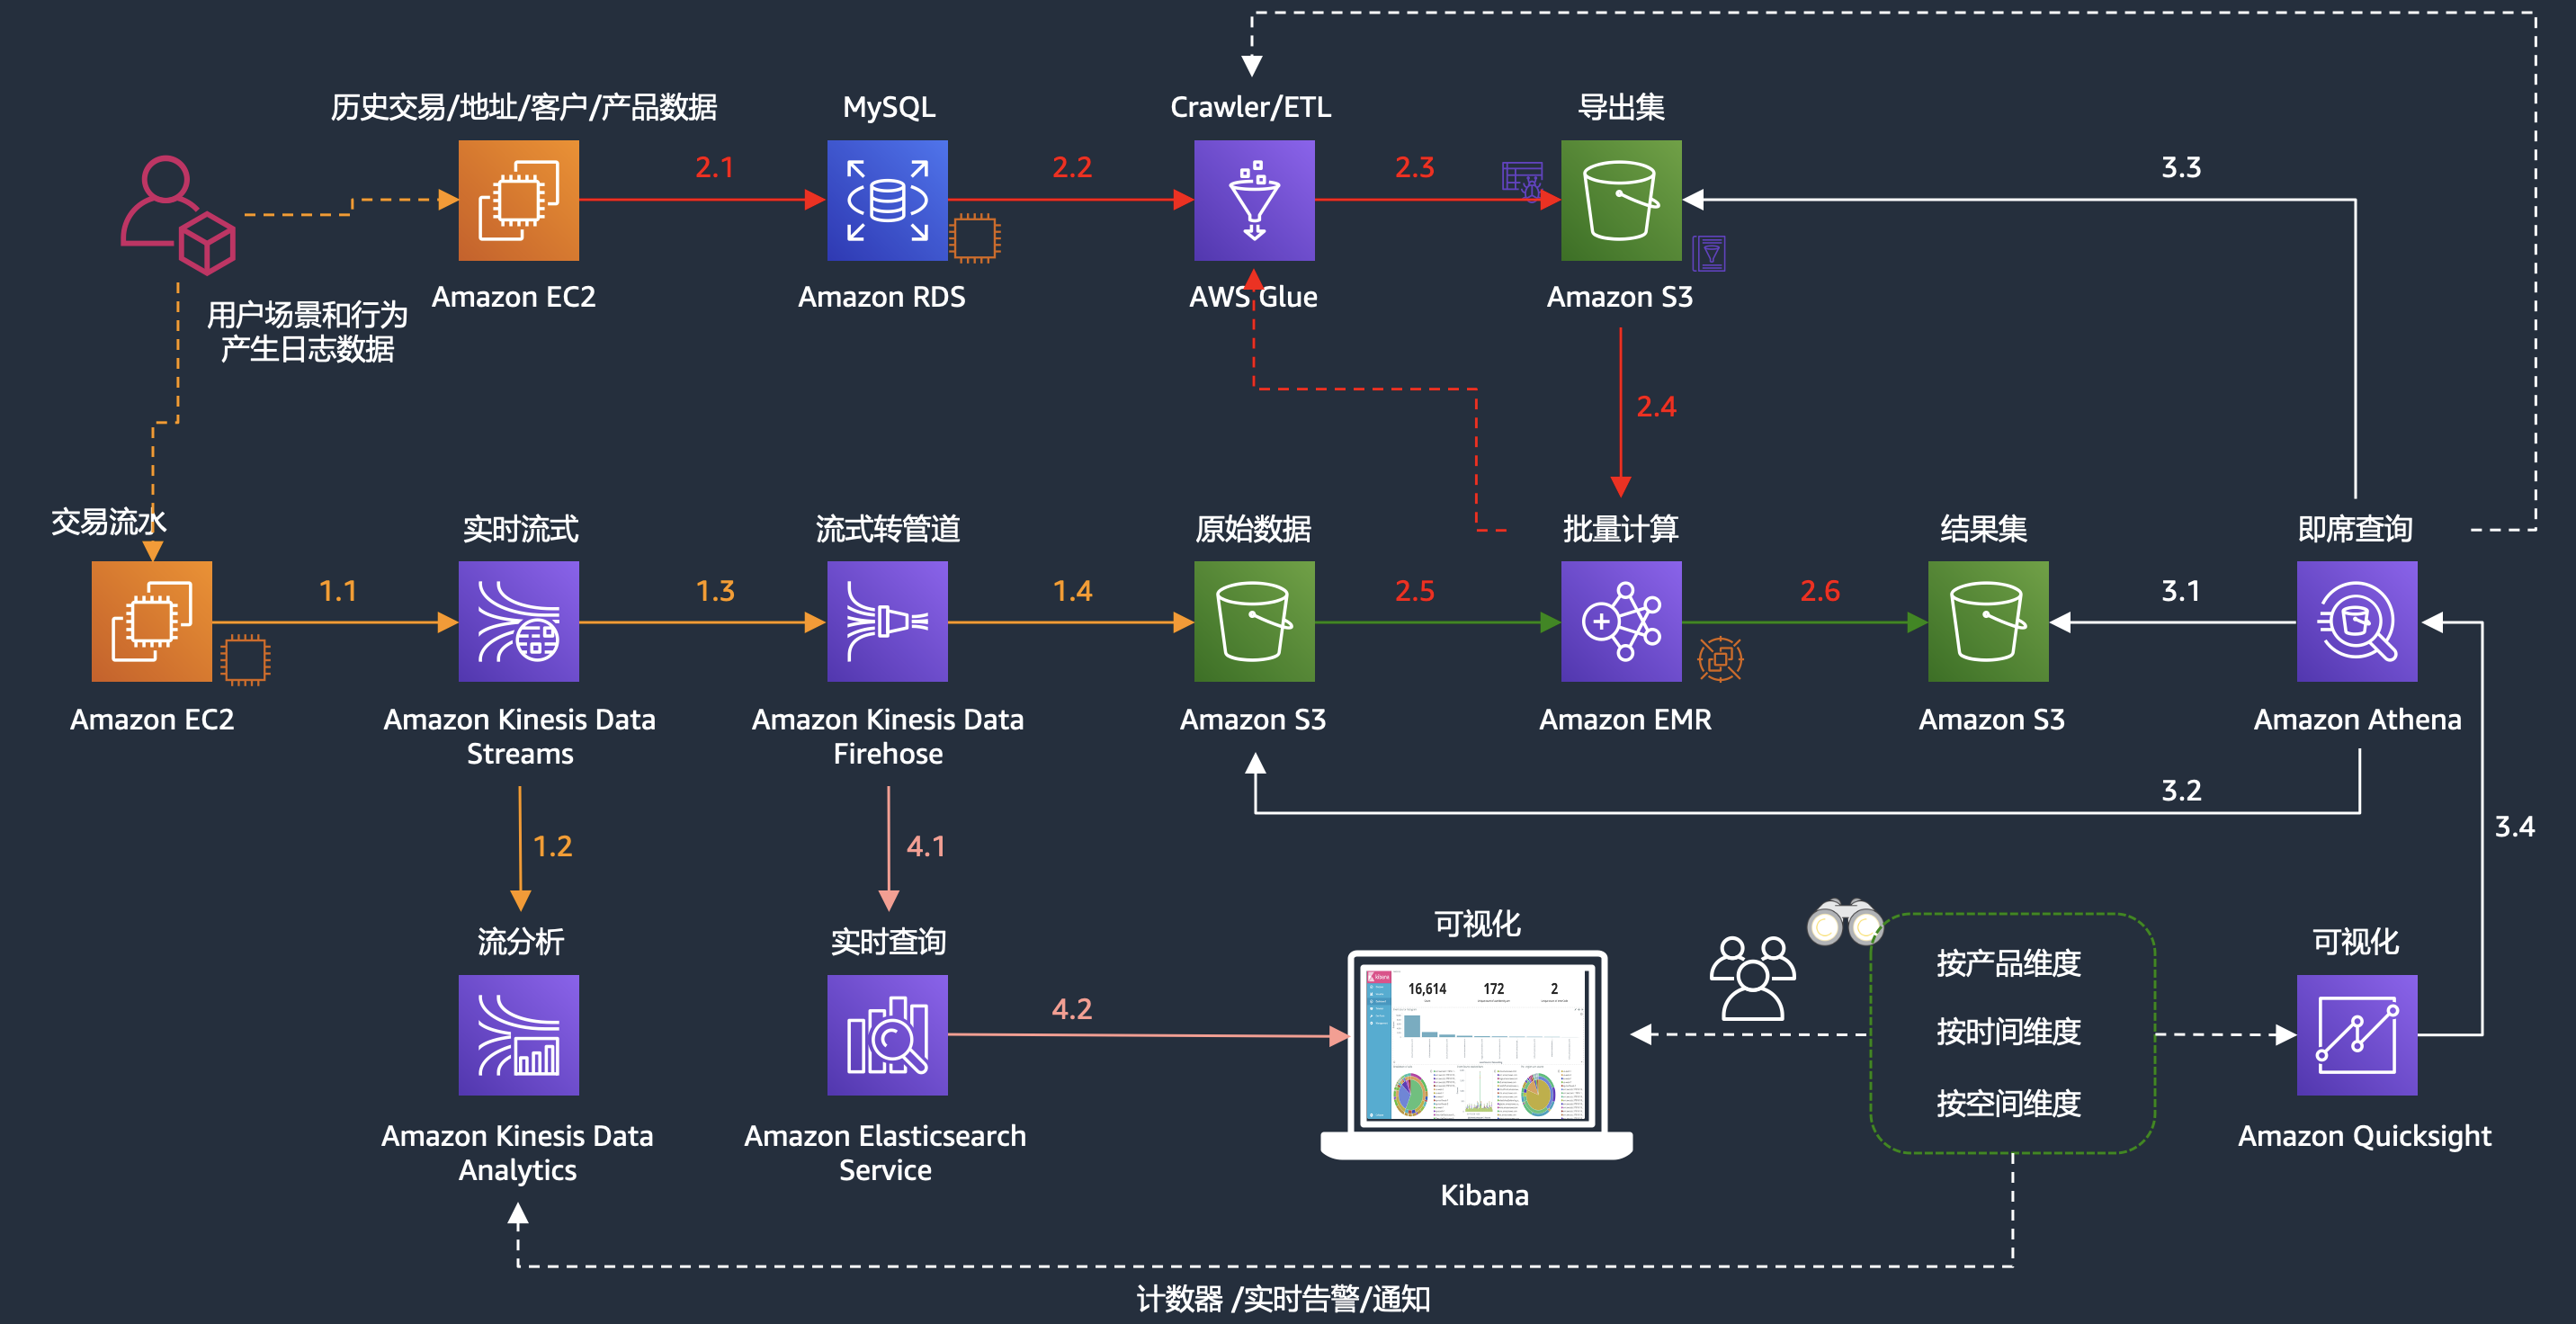 历史交易/地址/客户/产品数据
MySQL
Crawler/ETL
导出集
2.1
2.2
2.3
3.3
Amazon EC2
Amazon RDS
AWS Glue
Amazon S3
用户场景和行为
产生日志数据
2.4
交易流水
实时流式
流式转管道
原始数据
批量计算
结果集
即席查询
1.1
1.3
1.4
2.5
2.6
3.1
Amazon EC2
Amazon Kinesis Data
Streams
Amazon Kinesis Data
Firehose
Amazon S3
Amazon EMR
Amazon S3
Amazon Athena
3.2
3.4
1.2
4.1
流分析
实时查询
可视化
按产品维度
按时间维度
按空间维度
可视化
16,614
172
2
4.2
Amazon Kinesis Data
Analytics
Amazon Elasticsearch
Service
Kibana
Amazon Quicksight
计数器 /实时告警/通知